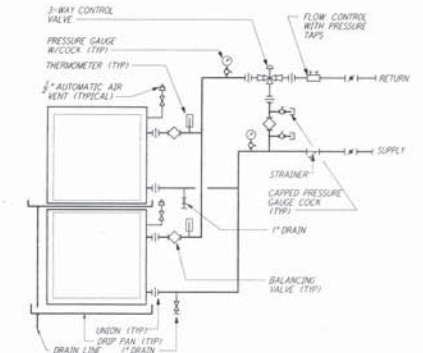 3-WAY CONTROL
VALVE
FLOW CONTROL
WITH PRESSURE
TAPS
PRESSURE GAUGE
W/COCK (TYP)
THERMOMETER (TYP)
½" AUTOMATIC AIR
VENT (TYPICAL)
RETURN
SUPPLY
STRAINER
CAPPED PRESSURE
GAUGE COCK
(TYP)
1" DRAIN
BALANCING
VALVE (TYP)
UNION (TYP)
DRIP PAN (TYP)
DRAIN LINE
1" DRAIN